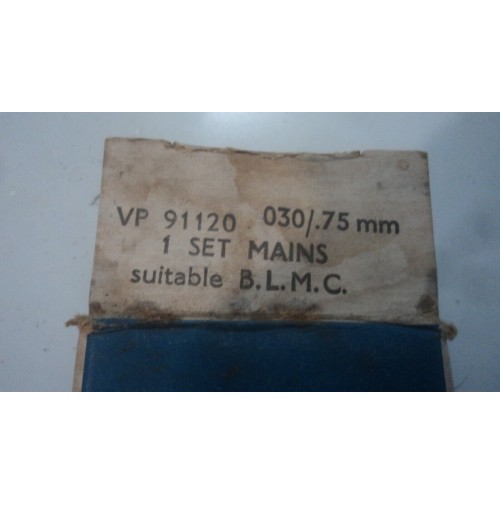 VP 91120 030/.75 mm
1 SET MAINS
suitable B.L.M.C.